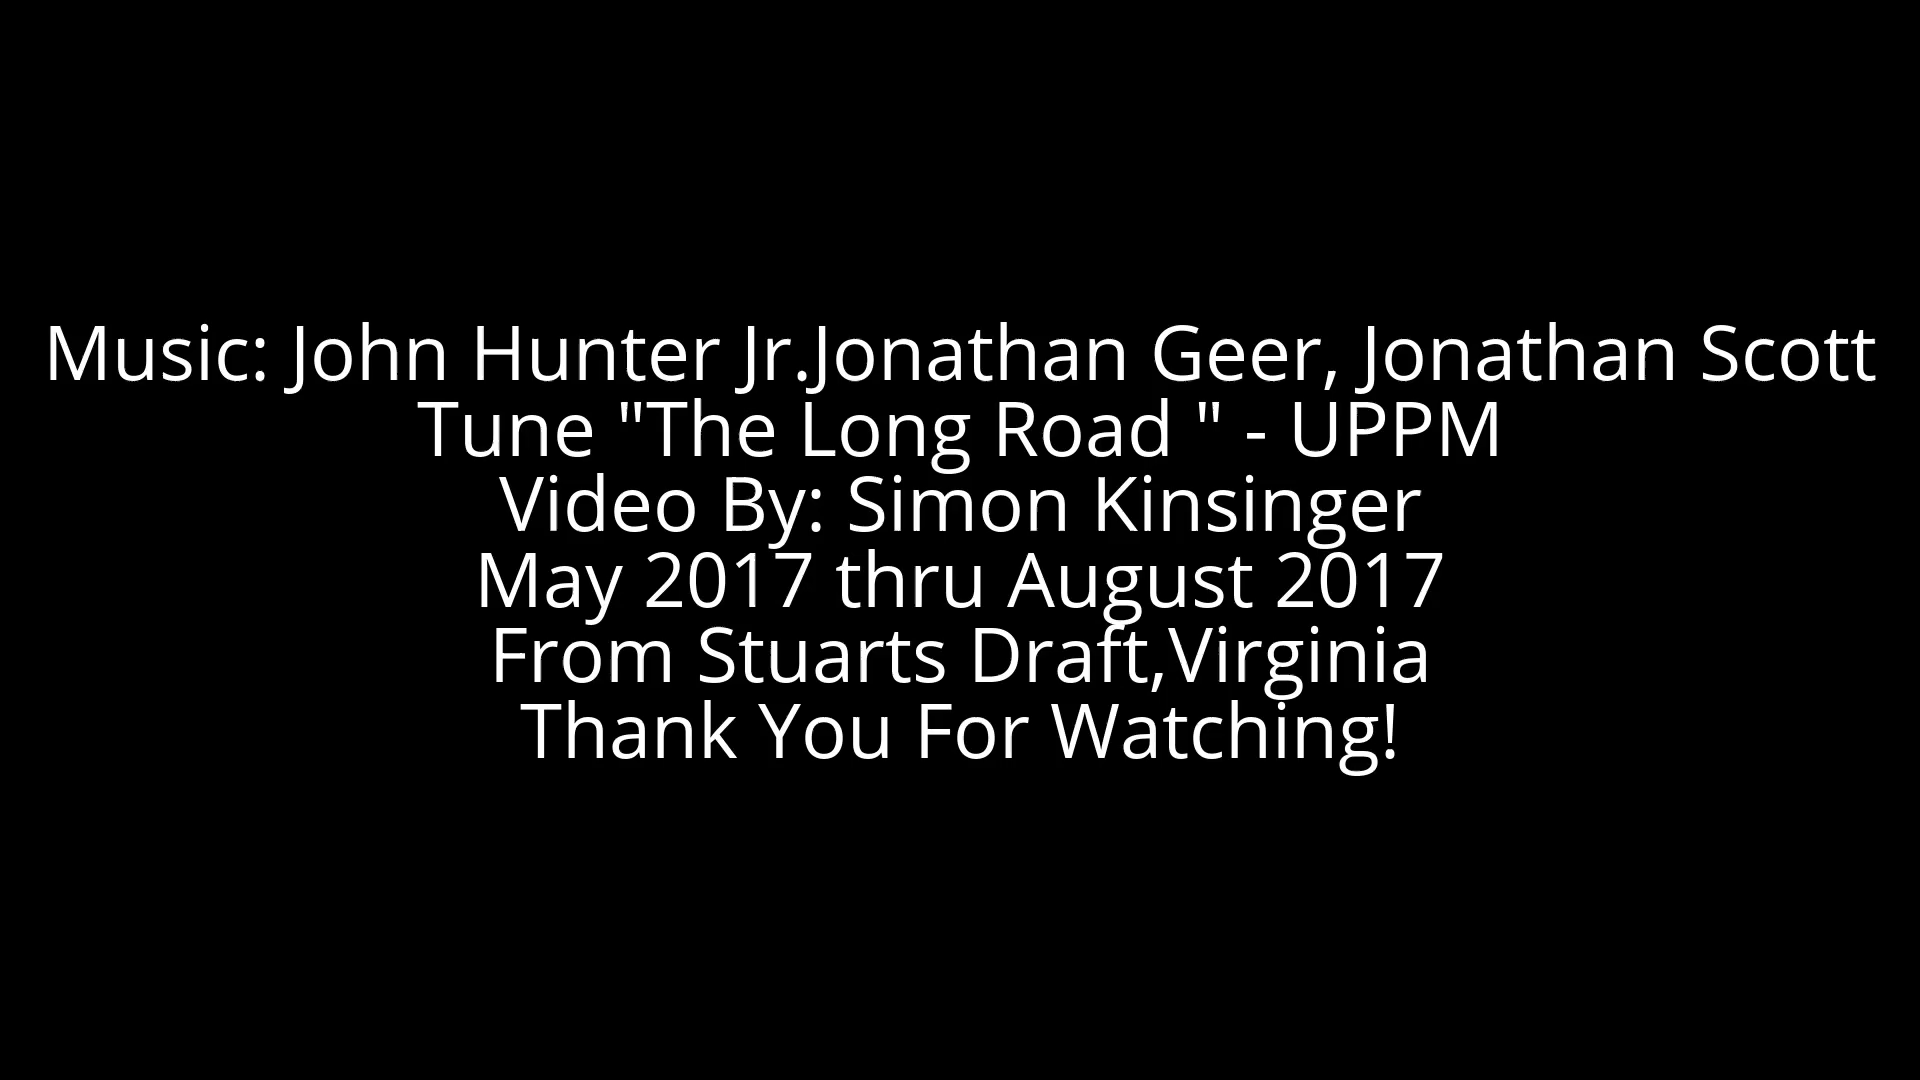 Music: John Hunter Jr.Jonathan Geer, Jonathan Scott
Tune "The Long Road " - UPPM
Video By: Simon Kinsinger
May 2017 thru August 2017
From Stuarts Draft,Virginia
Thank You For Watching!